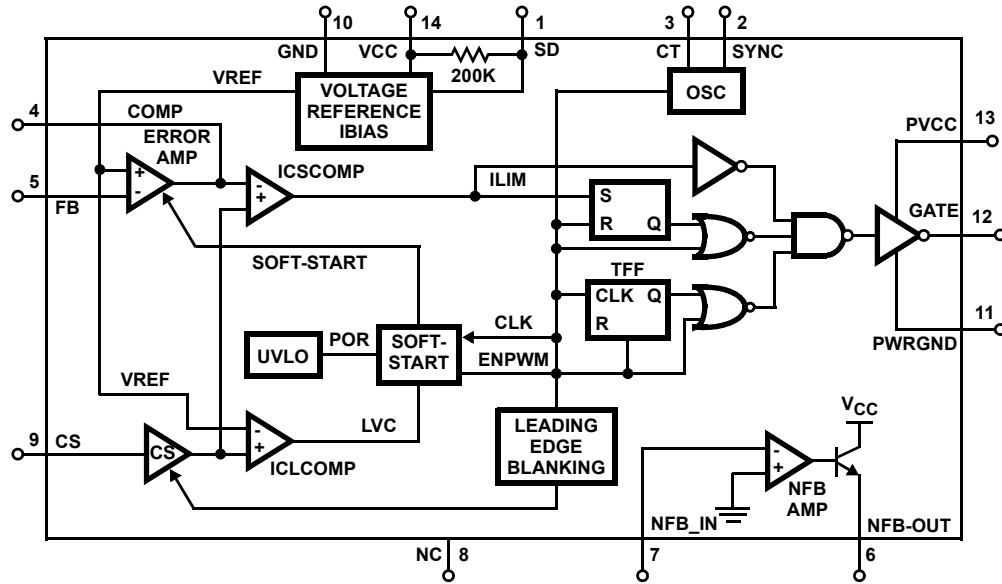 10 14 1 3 2
GND VCC SD CT SYNC
200K
VREF
VOLTAGE
REFERENCE
IBIAS
OSC
4 COMP
ERROR
AMP
+
-
5
FB
ICSCOMP
-
+
ILIM
S
R Q
PVCC 13
GATE
12
11
PWRGND
SOFT-START
TFF
CLK Q
R
CLK
UVLO
POR
SOFT-
START
ENPWM
VREF
9 CS
CS
-
+
ICLCOMP
LVC
LEADING
EDGE
BLANKING
VCC
-
+
NFB
AMP
NFB_IN
NFB-OUT
NC 8
7
6